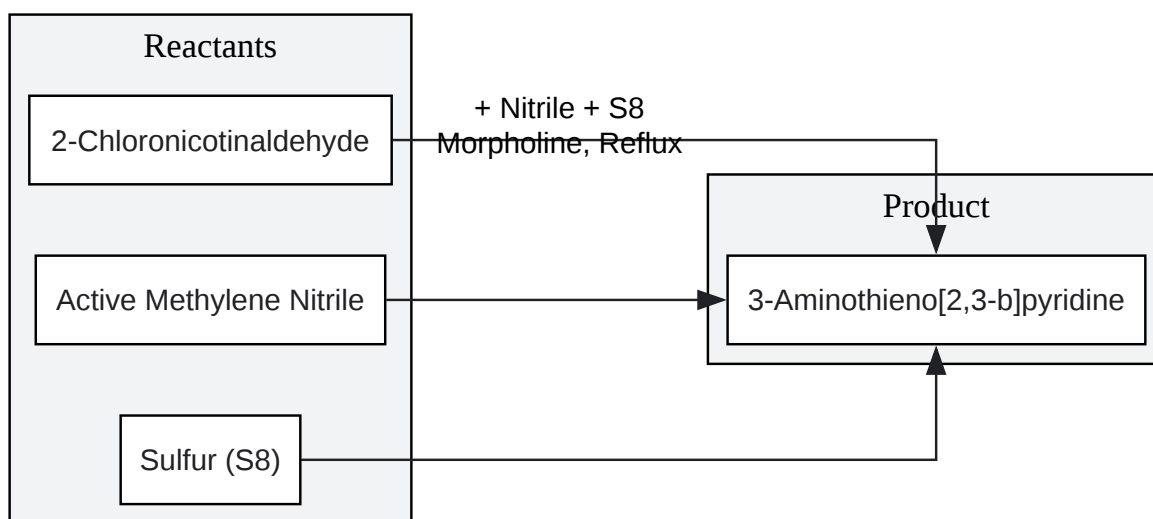 Reactants
2-Chloronicotinaldehyde
+ Nitrile + S8
Morpholine, Reflux
Product
Active Methylene Nitrile
3-Aminothieno[2,3-b]pyridine
Sulfur (S8)